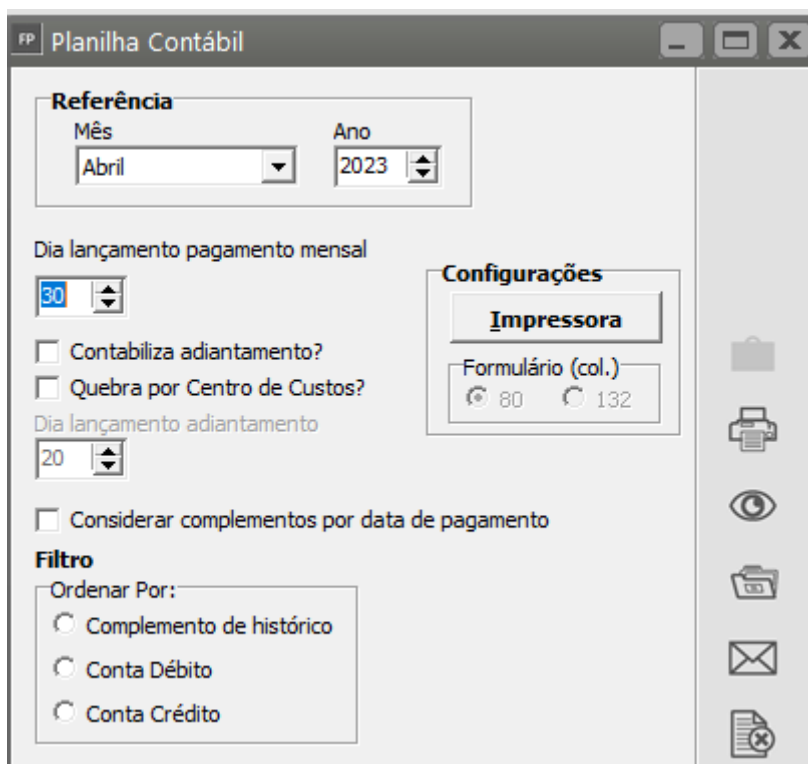 FP Planilha Contábil
Referência
Mês Ano
Abril 2023
Dia lançamento pagamento mensal
30
Configurações
Impressora
Formulário (col.)
80 132
Contabiliza adiantamento?
Quebra por Centro de Custos?
Dia lançamento adiantamento
20
Considerar complementos por data de pagamento
Filtro
Ordenar Por:
Complemento de histórico
Conta Débito
Conta Crédito